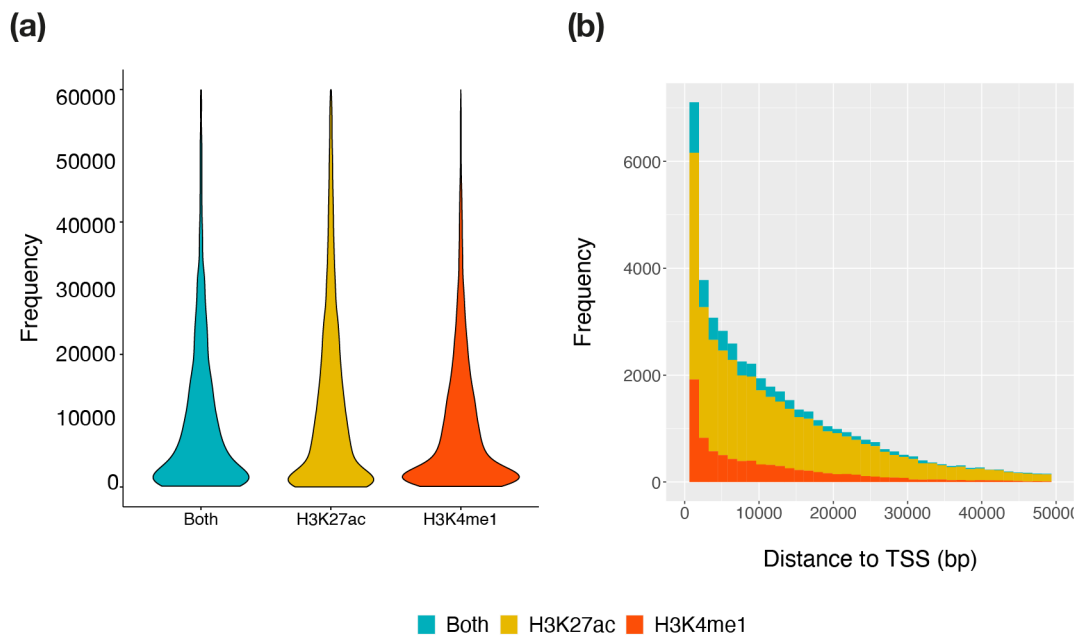 (a)
(b)
Frequency
60000
50000
40000
30000
20000
10000
0
Both H3K27ac H3K4me1
Frequency
6000
4000
2000
0
0 10000 20000 30000 40000 50000
Distance to TSS (bp)
Both H3K27ac H3K4me1